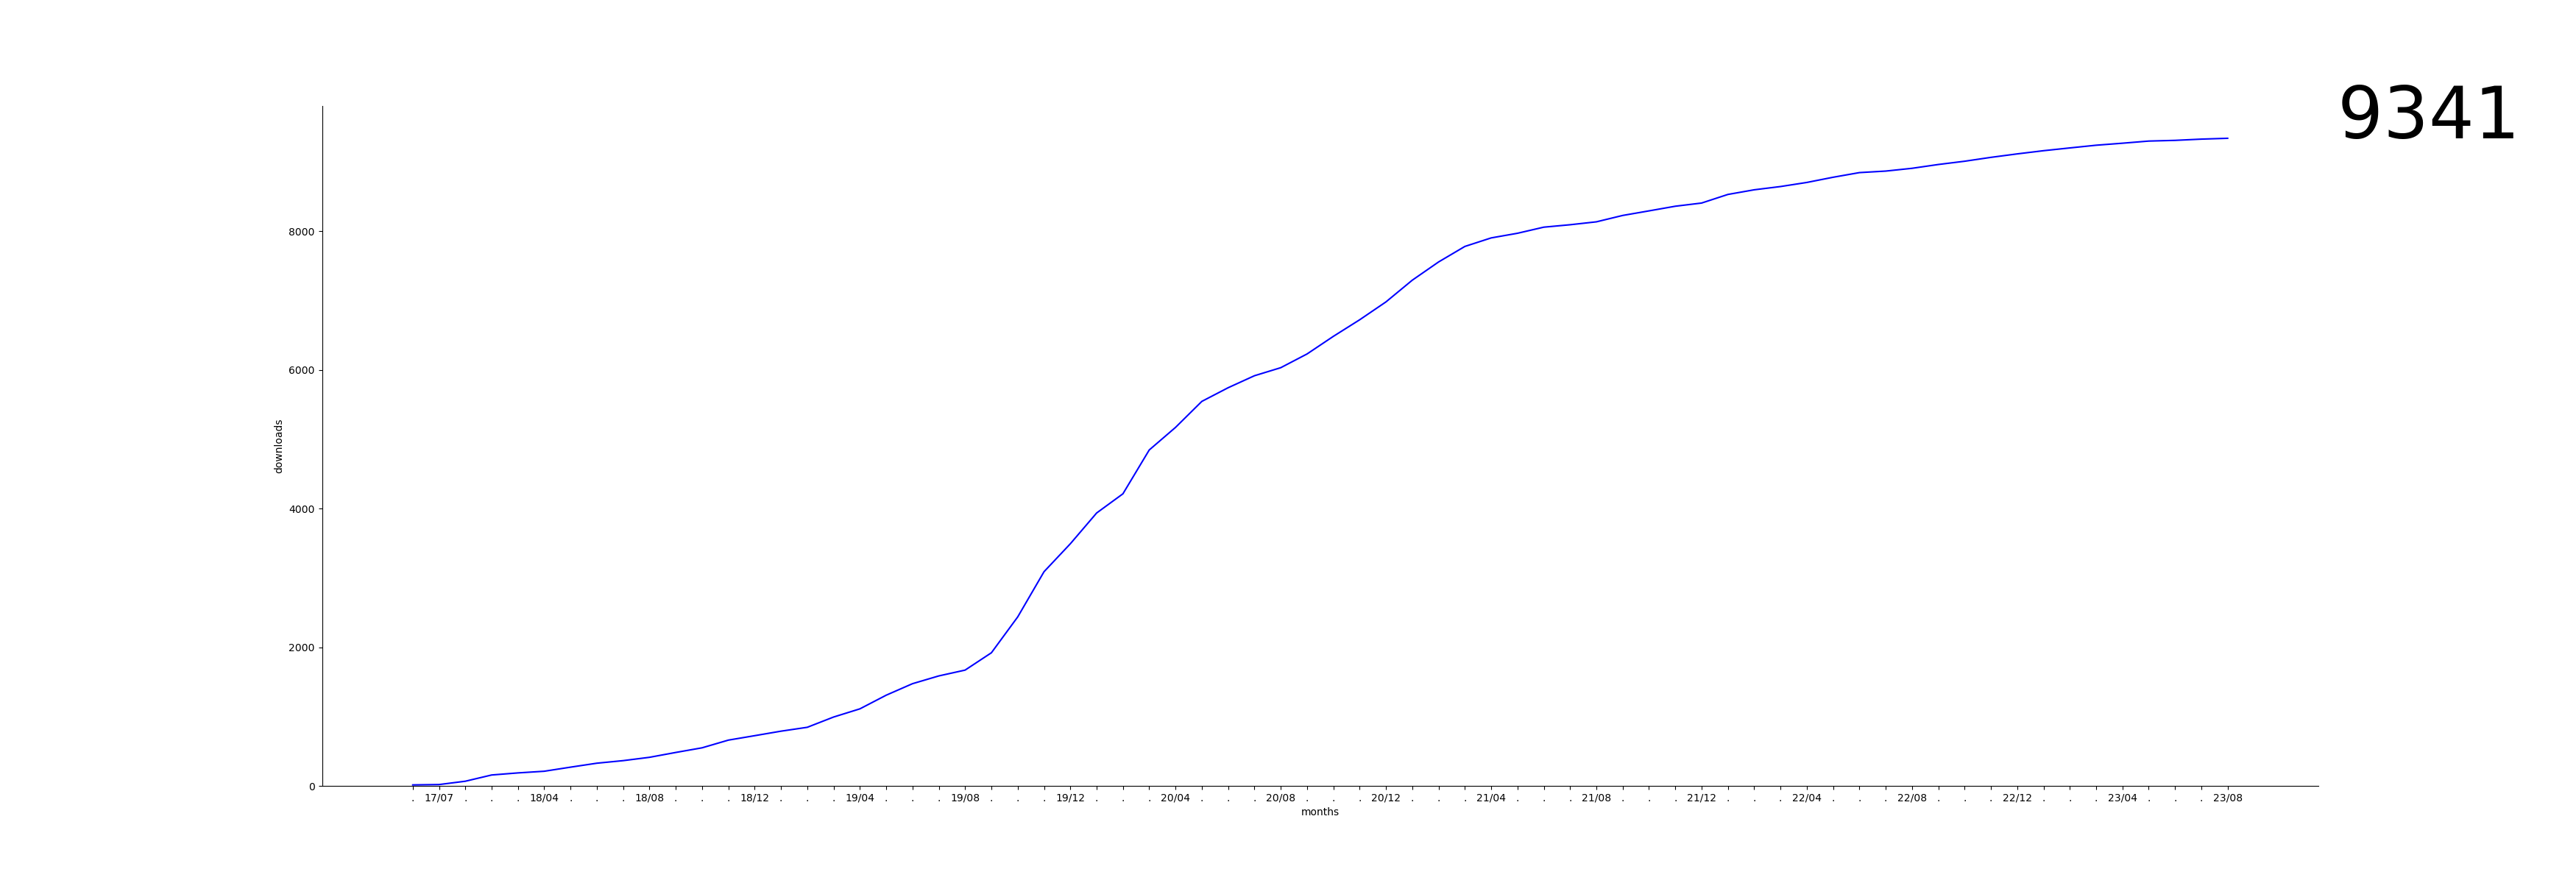 9341
8000
6000
4000
2000
0
downloads
. 17/07 . . . 18/04 . . . 18/08 . . . 18/12 . . . 19/04 . . . 19/08 . . . 19/12 . . . 20/04 . . . 20/08 . . . 20/12 . . . 21/04 . . . 21/08 . . . 21/12 . . . 22/04 . . . 22/08 . . . 22/12 . . . 23/04 . . . 23/08
months